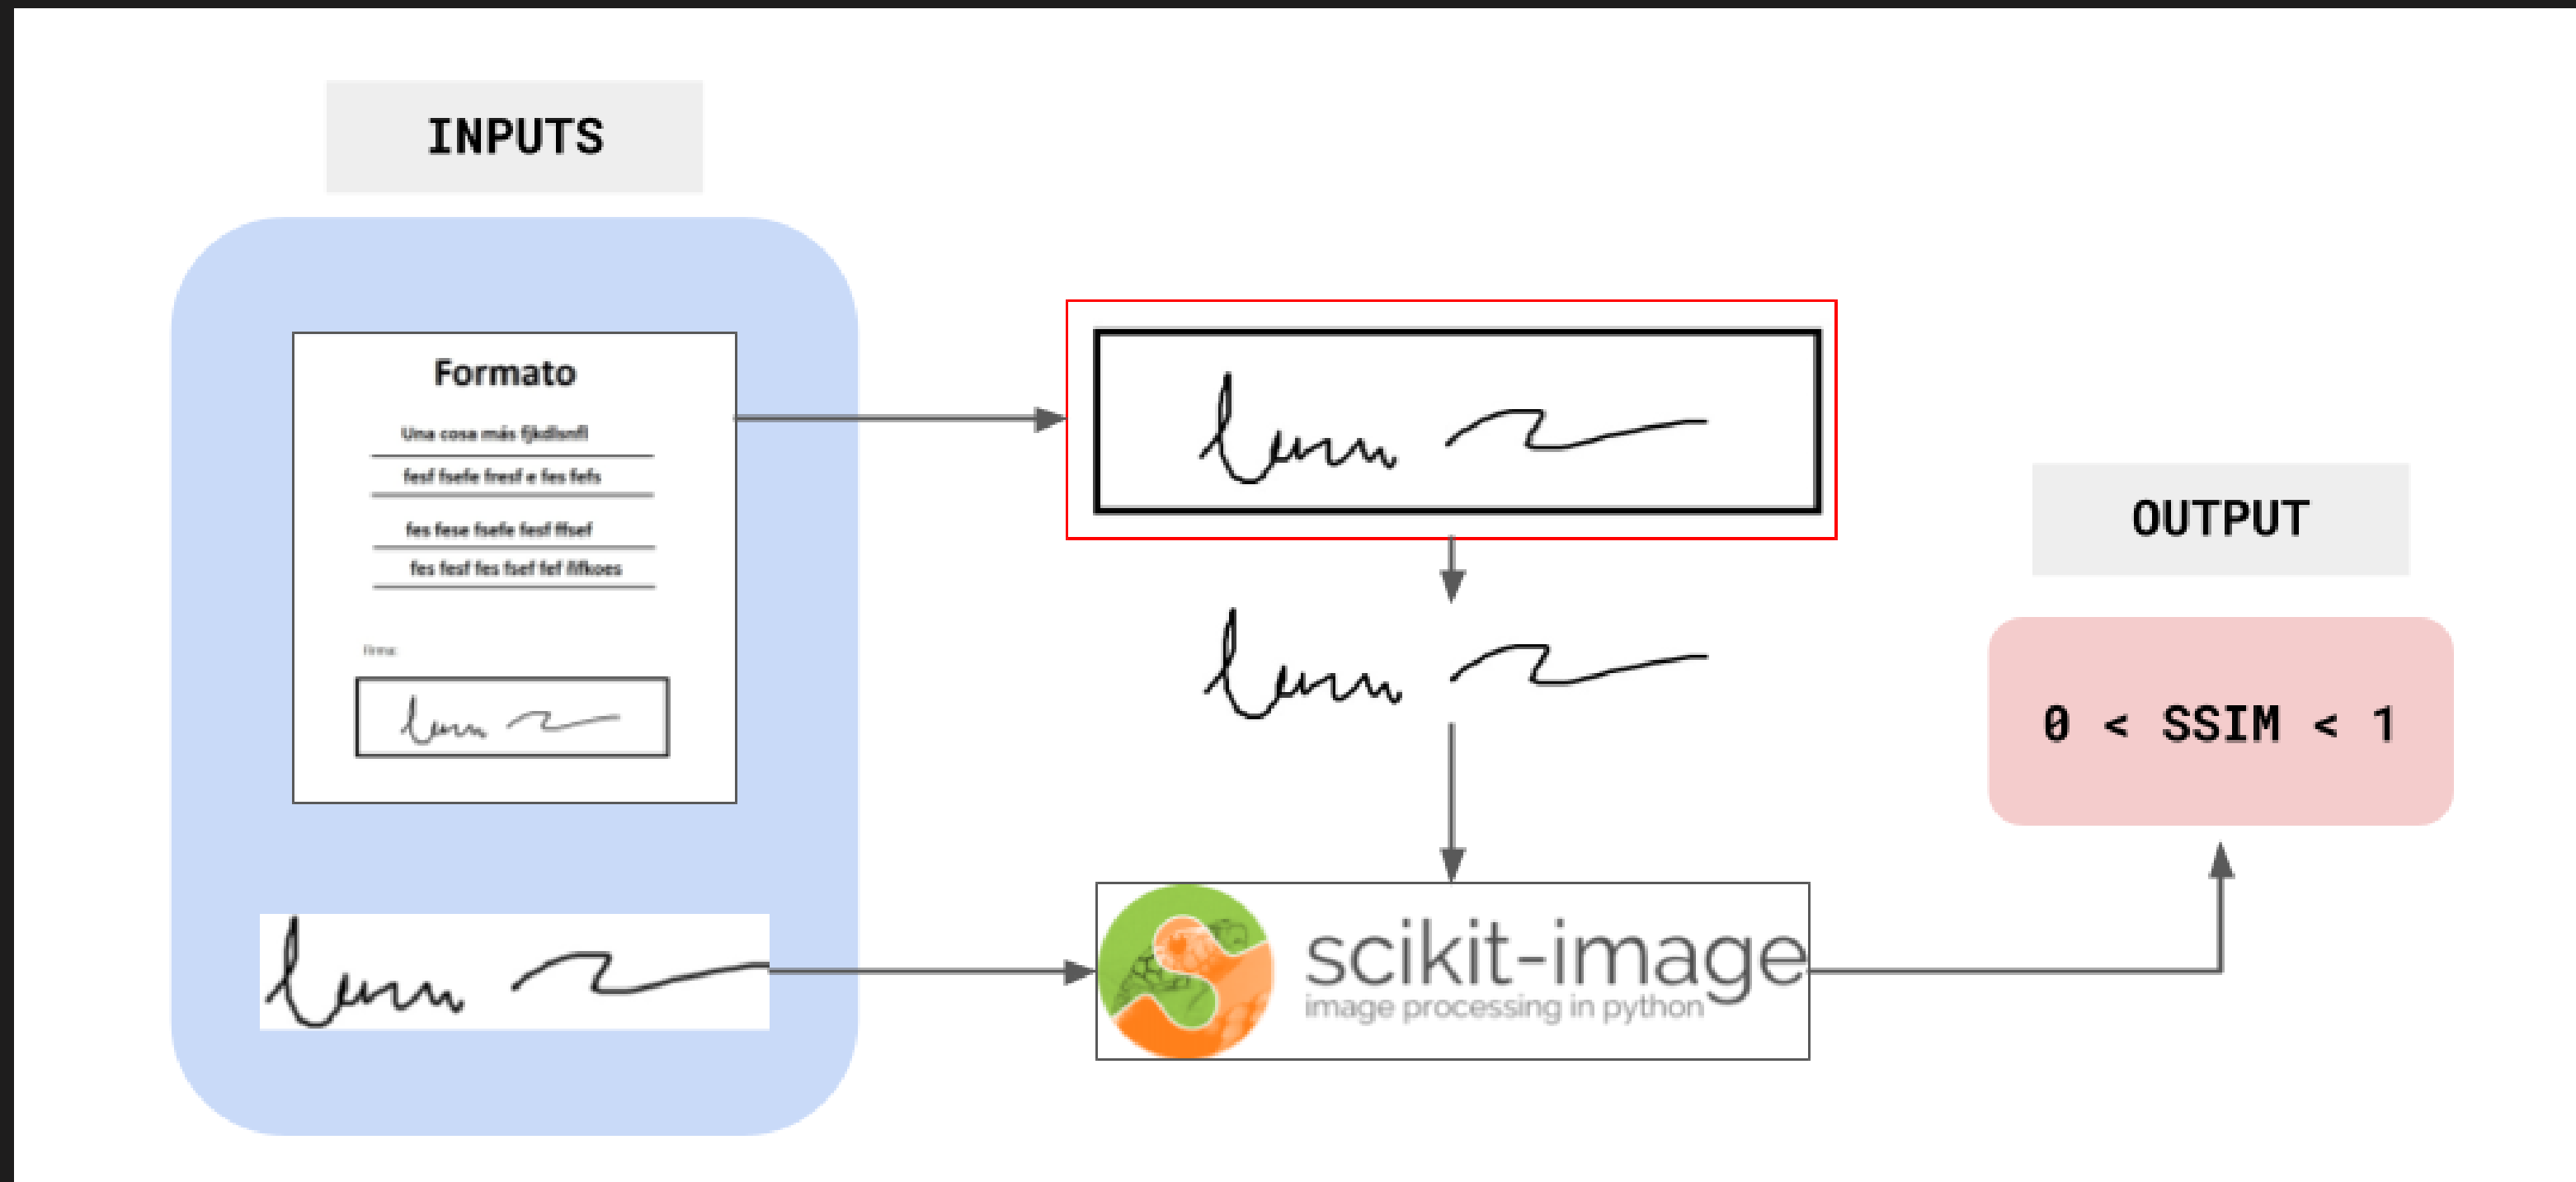 INPUTS
Formato
Una cosa más fjkdlsnfl
fesf fsefe fresf e fes fefs
fes fese fsefe fesf ffsef
fes fesf fes fsef fef
Firma:
scikit-image
image processing in python
OUTPUT
0 < SSIM < 1